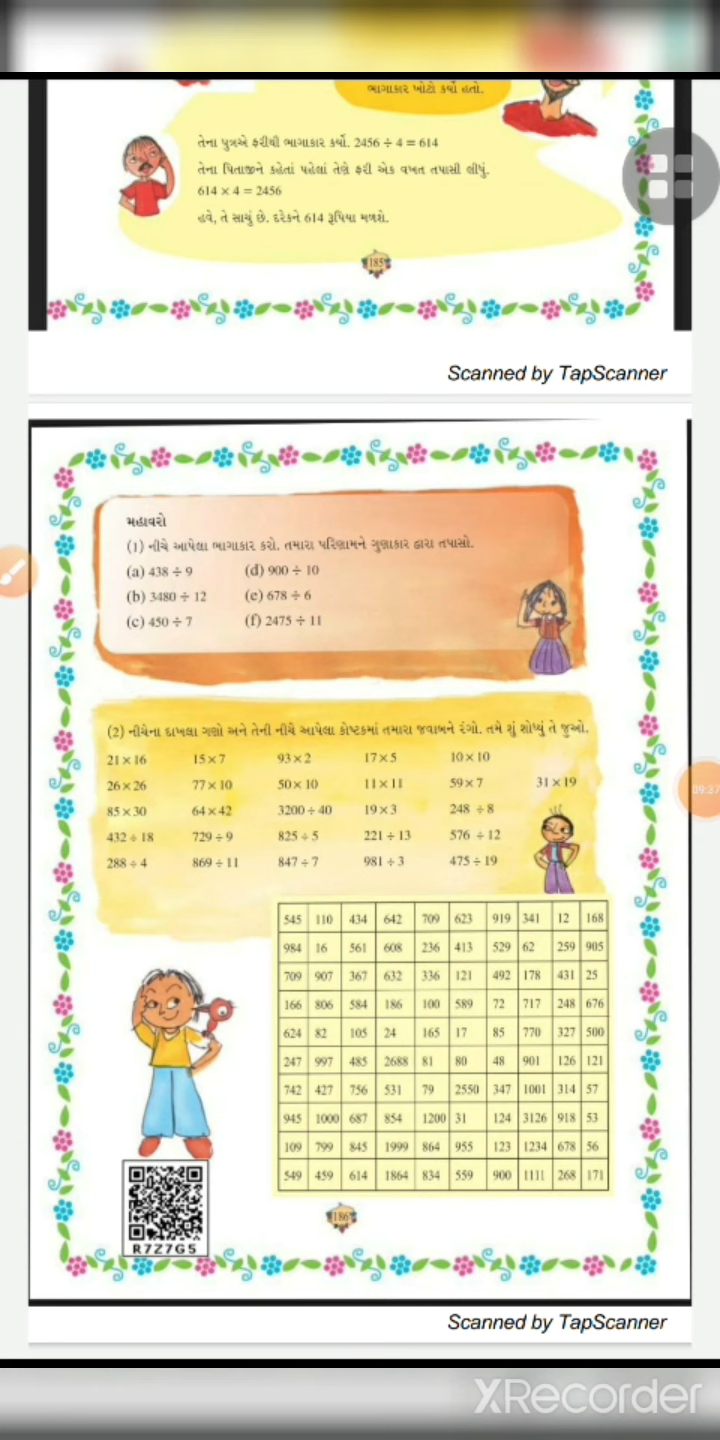 ભાગાકાર ખોટો કર્યો હતો.
તેના પુત્રએ ફરીથી ભાગાકાર કર્યો. 2456 ÷ 4 = 614
તેના પિતાજીને કહેતાં પહેલાં તેણે ફરી એક વખત તપાસી લીધું.
614 × 4 = 2456
હવે, તે સાચું છે. દરેકને 614 રૂપિયા મળશે.
185
Scanned by TapScanner
મહાવરો
(1) નીચે આપેલા ભાગાકાર કરો. તમારા પરિણામને ગુણાકાર દ્વારા તપાસો.
(a) 438 ÷ 9 (d) 900 ÷ 10
(b) 3480 ÷ 12 (e) 678 ÷ 6
(c) 450 ÷ 7 (f) 2475 ÷ 11
(2) નીચેના દાખલા ગણો અને તેની નીચે આપેલા કોષ્ટકમાં તમારા જવાબને રંગો. તમે શું શોધ્યું તે જુઓ.
21 × 16 15 × 7 93 × 2 17 × 5 10 × 10
26 × 26 77 × 10 50 × 10 11 × 11 59 × 7 31 × 19
85 × 30 64 × 42 3200 ÷ 40 19 × 3 248 ÷ 8
432 ÷ 18 729 ÷ 9 825 ÷ 5 221 ÷ 13 576 ÷ 12
288 ÷ 4 869 ÷ 11 847 ÷ 7 981 ÷ 3 475 ÷ 19
545 110 434 642 709 623 919 341 12 168
984 16 561 608 236 413 529 62 259 905
709 907 367 632 336 121 492 178 431 25
166 806 584 186 100 589 72 717 248 676
624 82 105 24 165 17 85 770 327 500
247 997 485 2688 81 80 48 901 126 121
742 427 756 531 79 2550 347 1001 314 57
945 1000 687 854 1200 31 124 3126 918 53
109 799 845 1999 864 955 123 1234 678 56
549 459 614 1864 834 559 900 1111 268 171
R7Z7G5
186
Scanned by TapScanner
09:37
XRecorder